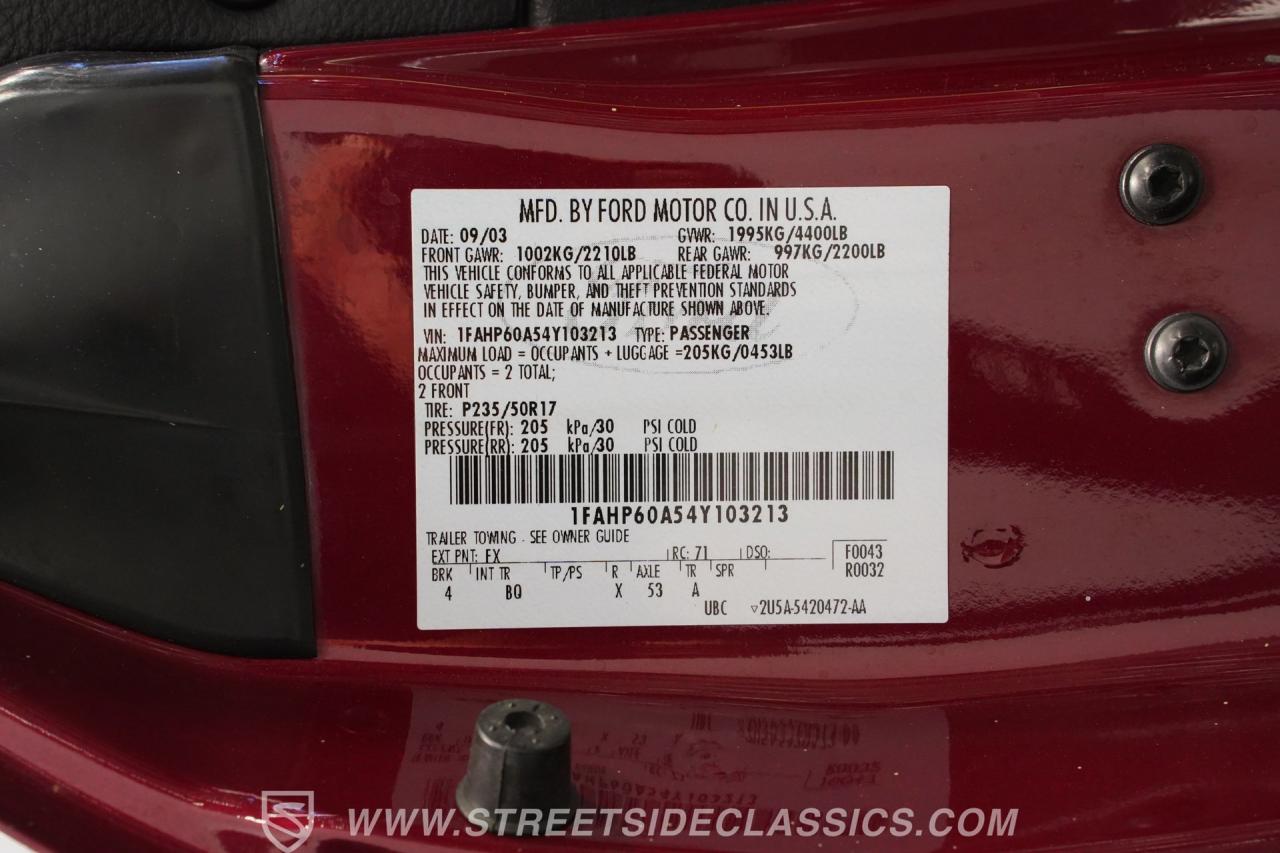 MFD. BY FORD MOTOR CO. IN U.S.A.
DATE: 09/03 GVWR: 1995KG/4400LB
FRONT GAWR: 1002KG/2210LB REAR GAWR: 997KG/2200LB
THIS VEHICLE CONFORMS TO ALL APPLICABLE FEDERAL MOTOR
VEHICLE SAFETY, BUMPER, AND THEFT PREVENTION STANDARDS
IN EFFECT ON THE DATE OF MANUFACTURE SHOWN ABOVE.
VIN: 1FAHP60A54Y103213 TYPE: PASSENGER
MAXIMUM LOAD = OCCUPANTS + LUGGAGE =205KG/0453LB
OCCUPANTS = 2 TOTAL;
2 FRONT
TIRE: P235/50R17
PRESSURE(FR): 205 kPa/30 PSI COLD
PRESSURE(RR): 205 kPa/30 PSI COLD
1FAHP60A54Y103213
TRAILER TOWING - SEE OWNER GUIDE
EXT PNT: FX RC: 71 DSO: F0043
BRK INT TR TP/PS R AXLE TR SPR R0032
4 BQ X 53 A
UBC ▽2U5A-5420472-AA
WWW.STREETSIDECLASSICS.COM